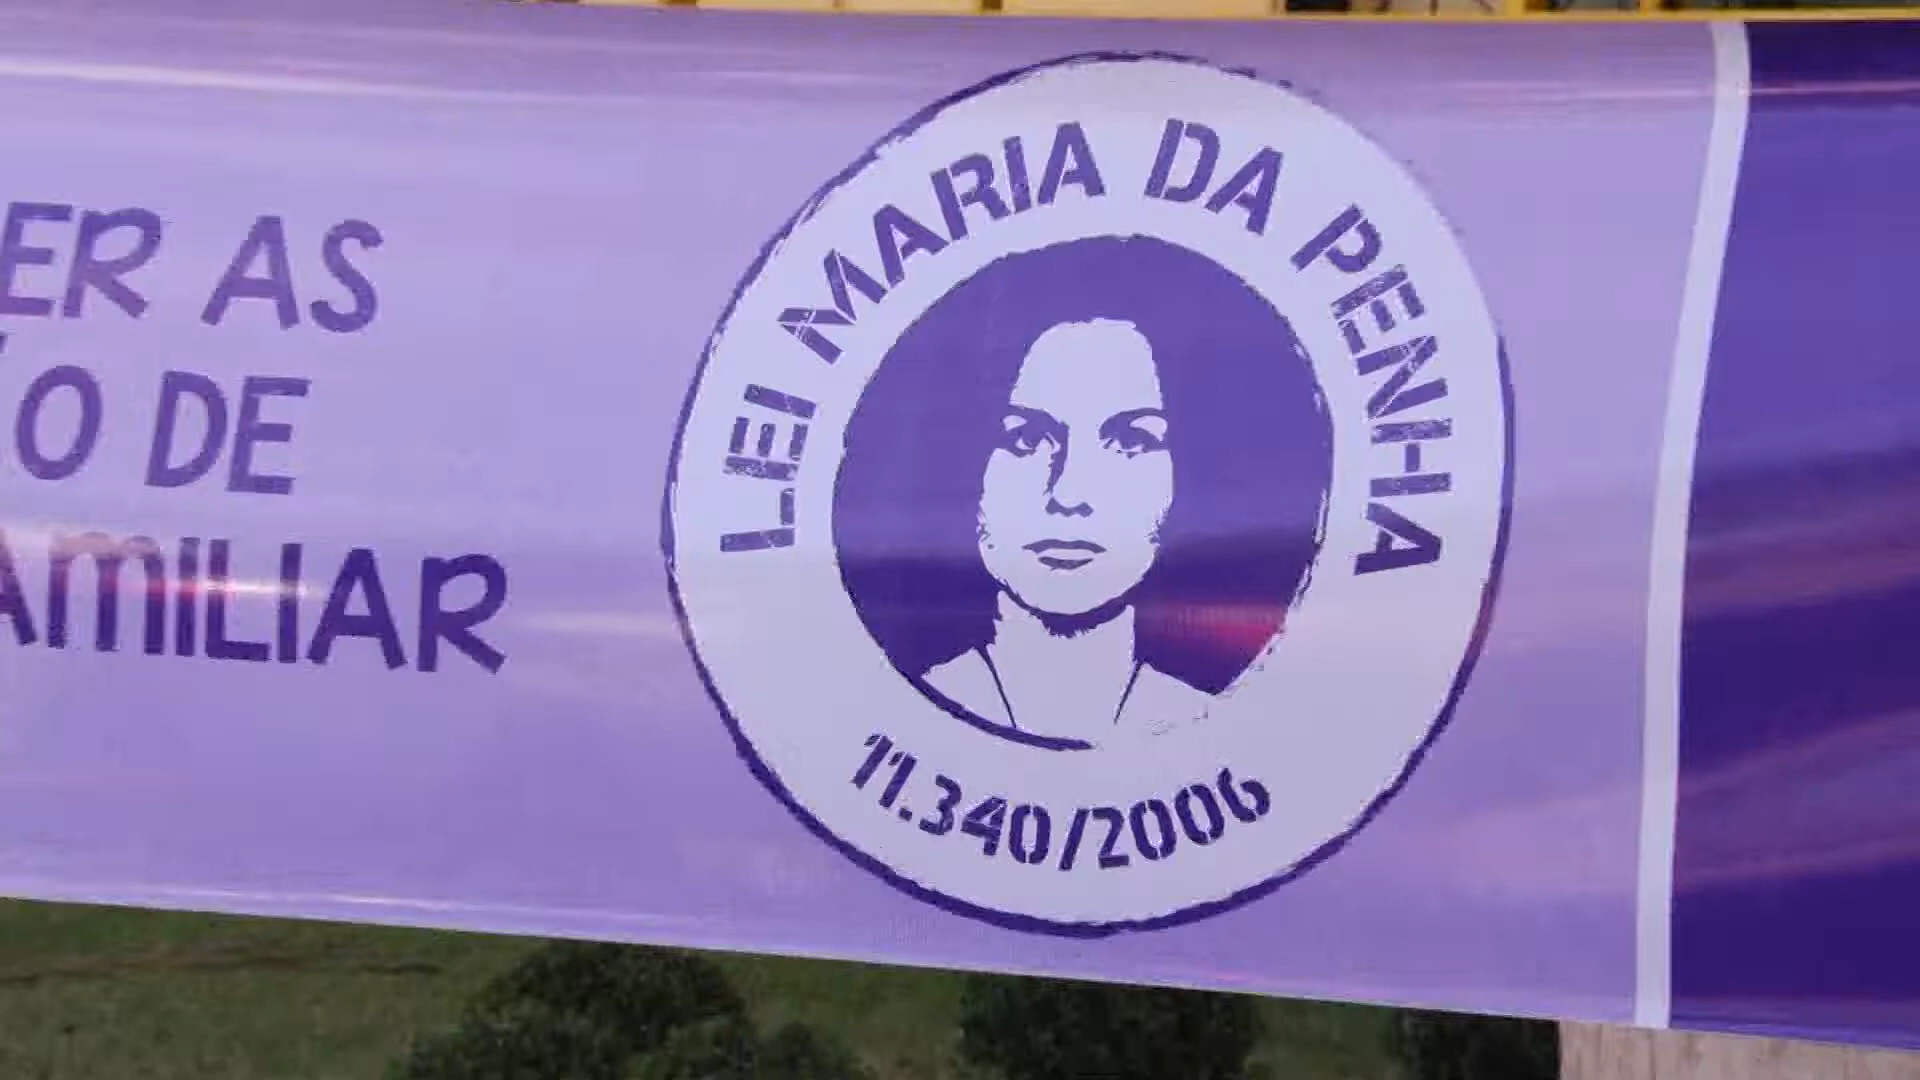 ER AS
O DE
AMILIAR
LEI MARIA DA PENHA
11.340/2006